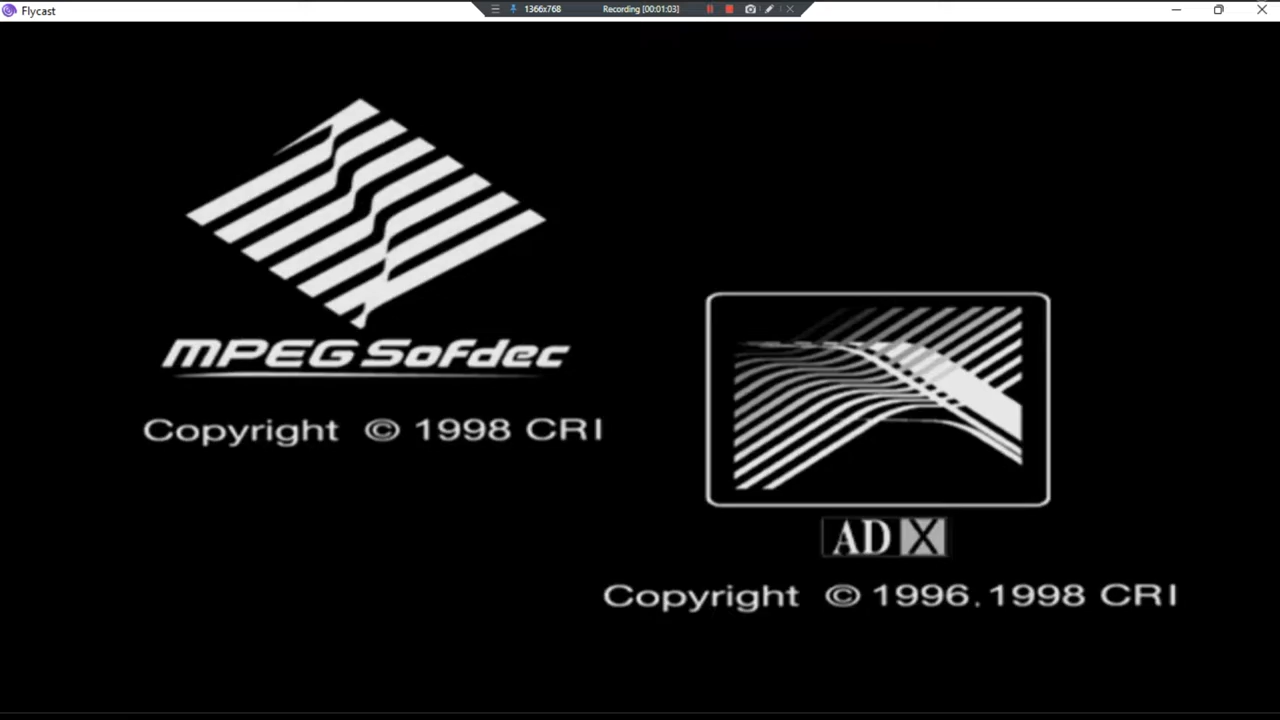 Flycast
1366x768
Recording [00:01:03]
MPEG Sofdec
Copyright © 1998 CRI
ADX
Copyright © 1996.1998 CRI